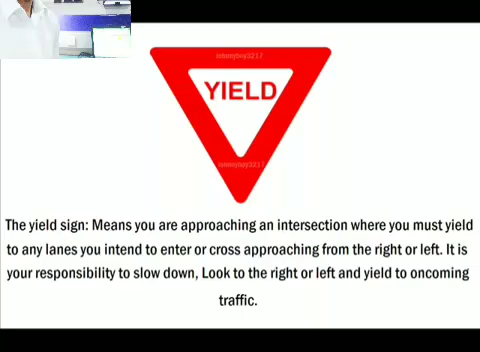 tommyboy3217
YIELD
tommyboy3217
The yield sign: Means you are approaching an intersection where you must yield
to any lanes you intend to enter or cross approaching from the right or left. It is
your responsibility to slow down, Look to the right or left and yield to oncoming
traffic.